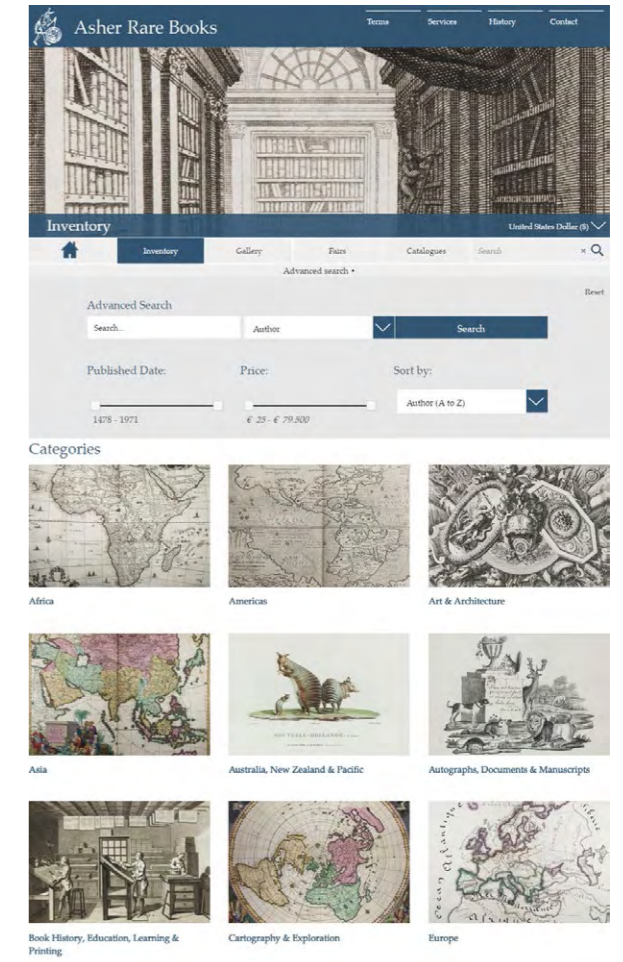 Asher Rare Books
Terms
Services
History
Contact
Inventory
United States Dollar ($)
Inventory
Gallery
Fairs
Catalogues
Search
×
Advanced search •
Reset
Advanced Search
Search...
Author
Search
Published Date:
Price:
Sort by:
Author (A to Z)
1478 - 1971
€ 25 - € 79.500
Categories
Africa
Americas
Art & Architecture
NOUVELLE-HOLLANDE
Asia
Australia, New Zealand & Pacific
Autographs, Documents & Manuscripts
Book History, Education, Learning &
Printing
Cartography & Exploration
Europe